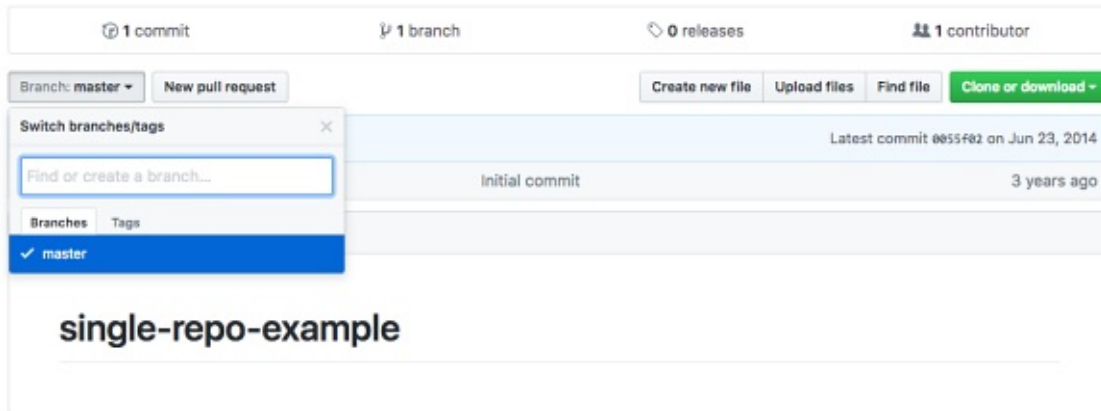 1 commit
1 branch
0 releases
1 contributor
Branch: master
New pull request
Create new file
Upload files
Find file
Clone or download
Switch branches/tags
Latest commit 0055f02 on Jun 23, 2014
Find or create a branch...
Initial commit
3 years ago
Branches
Tags
master
single-repo-example